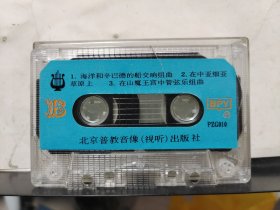 1. 海洋和辛巴德的船交响组曲 2. 在中亚细亚
草原上 3. 在山魔王宫中管弦乐组曲
B
DPY
北京普教音像(视听)出版社
PZG010